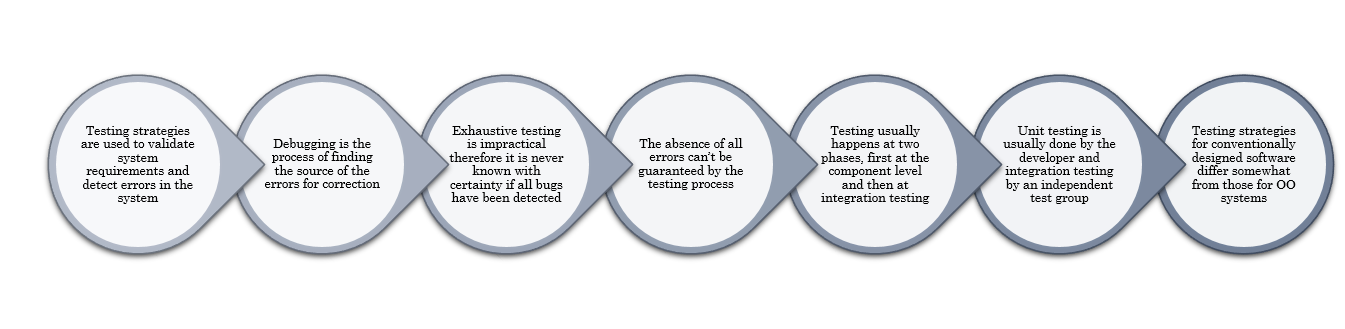 Testing strategies
are used to validate
system
requirements and
detect errors in the
system
Debugging is the
process of finding
the source of the
errors for correction
Exhaustive testing
is impractical
therefore it is never
known with
certainty if all bugs
have been detected
The absence of all
errors can't be
guaranteed by the
testing process
Testing usually
happens at two
phases, first at the
component level
and then at
integration testing
Unit testing is
usually done by the
developer and
integration testing
by an independent
test group
Testing strategies
for conventionally
designed software
differ somewhat
from those for OO
systems